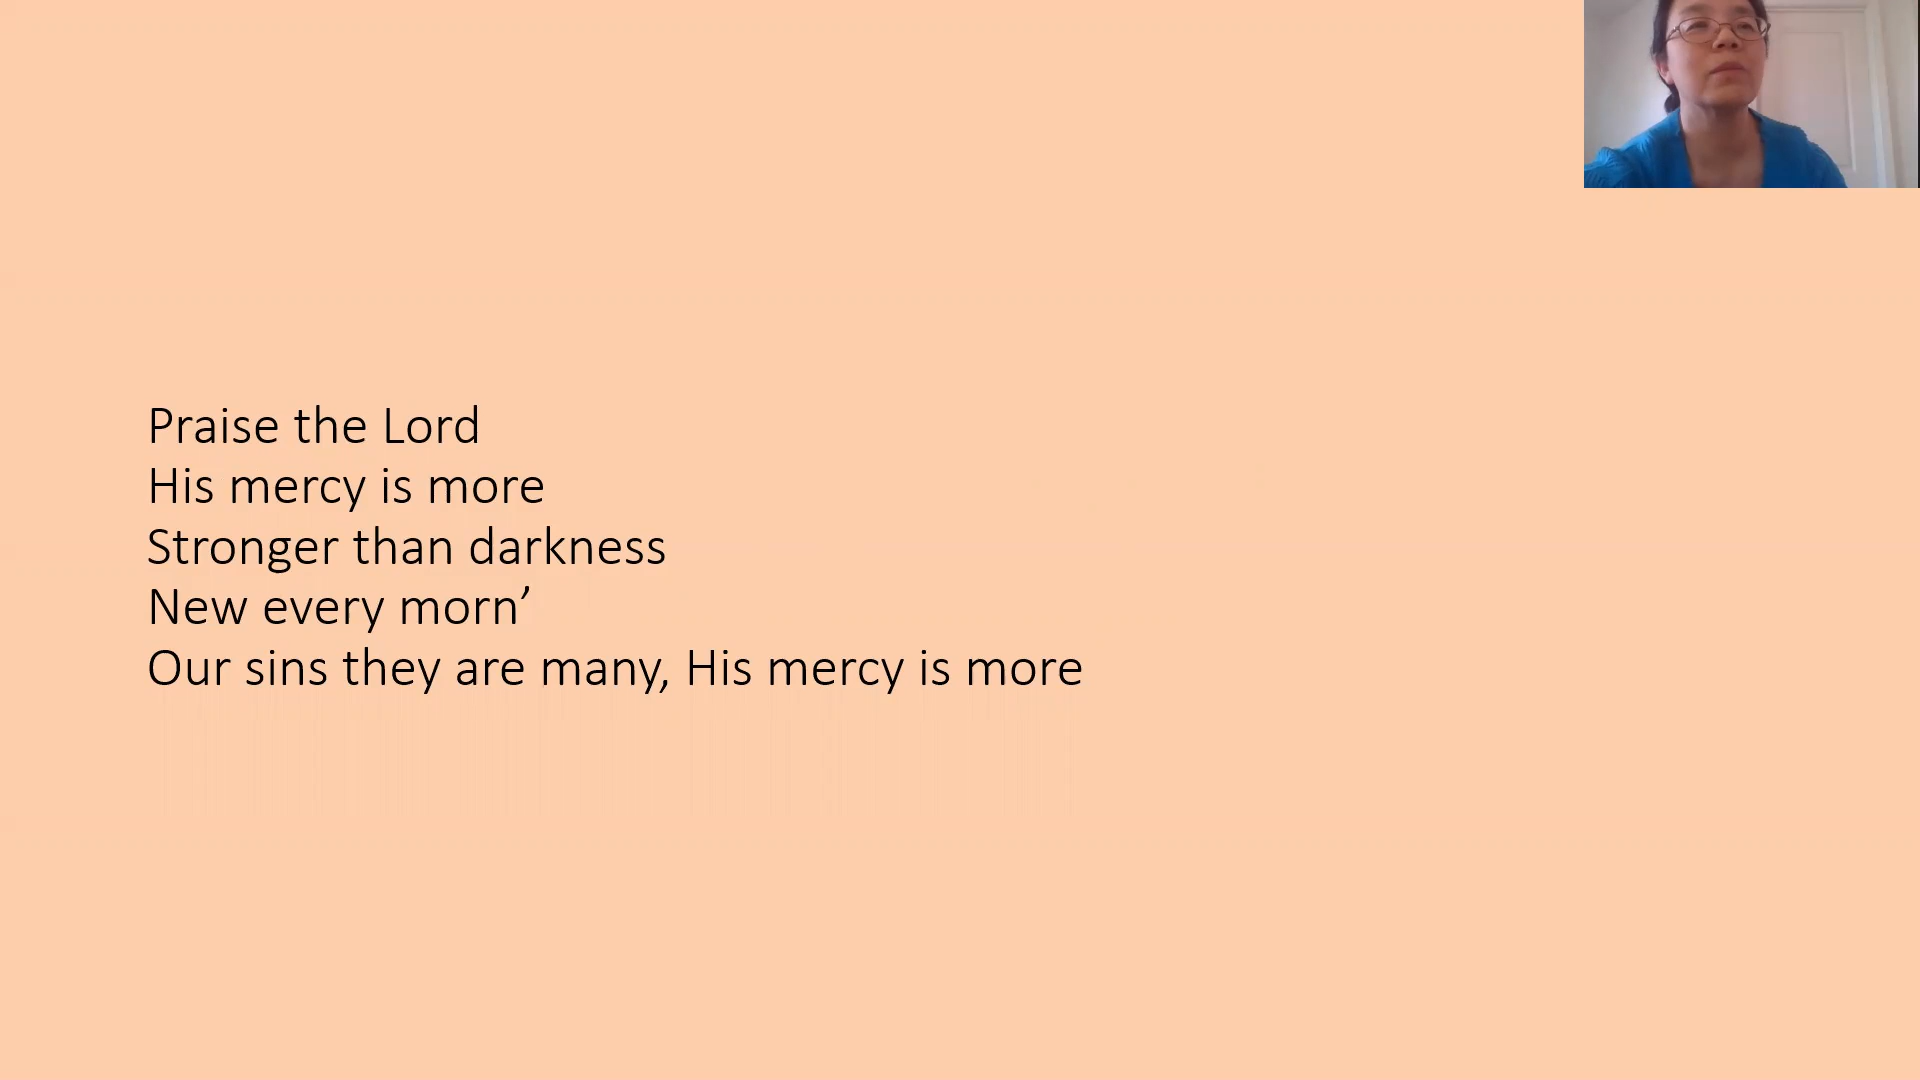 Praise the Lord
His mercy is more
Stronger than darkness
New every morn’
Our sins they are many, His mercy is more